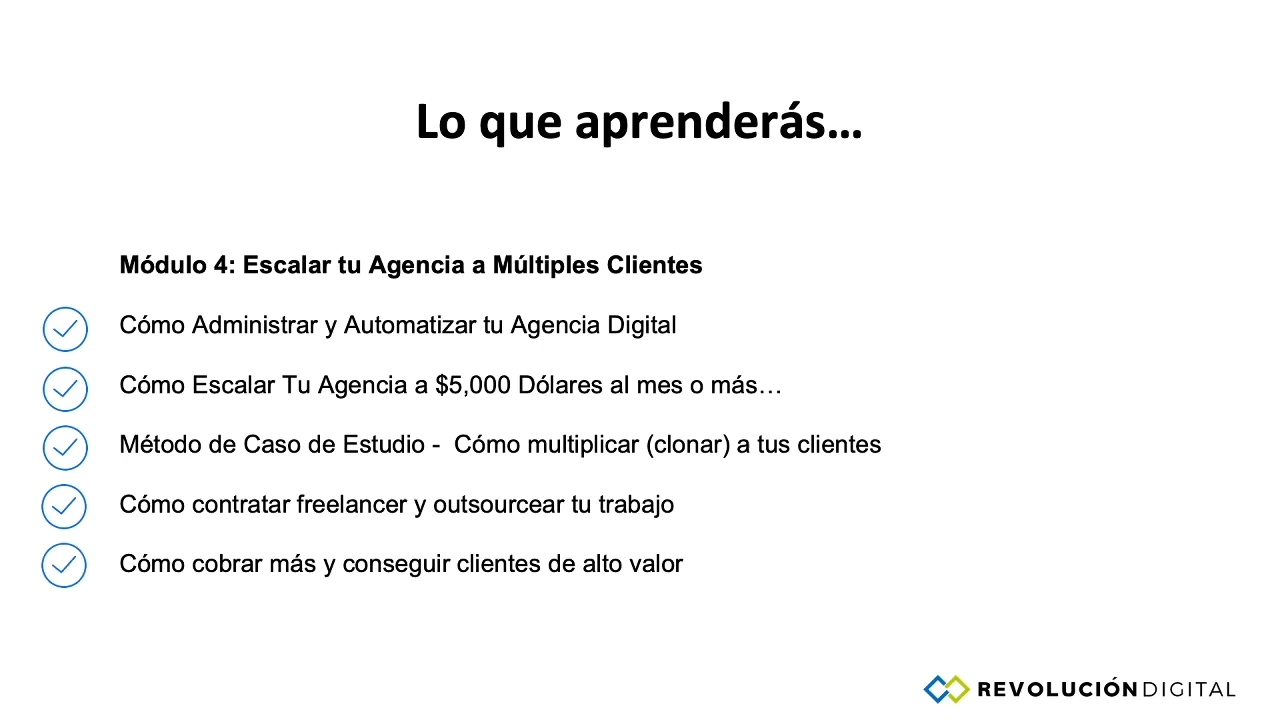 Lo que aprenderás…
Módulo 4: Escalar tu Agencia a Múltiples Clientes
Cómo Administrar y Automatizar tu Agencia Digital
Cómo Escalar Tu Agencia a $5,000 Dólares al mes o más…
Método de Caso de Estudio -  Cómo multiplicar (clonar) a tus clientes
Cómo contratar freelancer y outsourcear tu trabajo
Cómo cobrar más y conseguir clientes de alto valor
REVOLUCIÓN DIGITAL